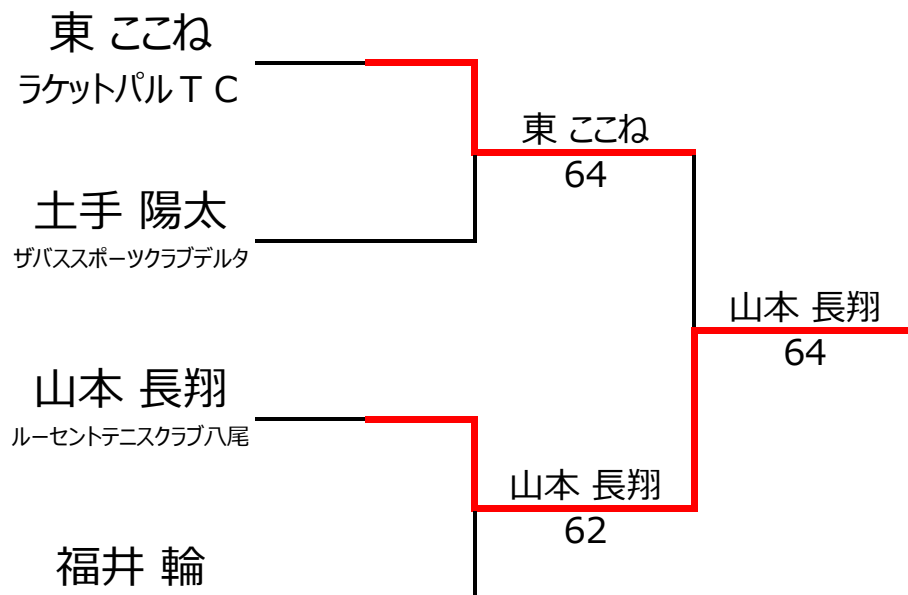 東 ここね
ラケットパルＴＣ
東 ここね
64
土手 陽太
ザバススポーツクラブデルタ
山本 長翔
64
山本 長翔
ルーセントテニスクラブ八尾
山本 長翔
62
福井 輪